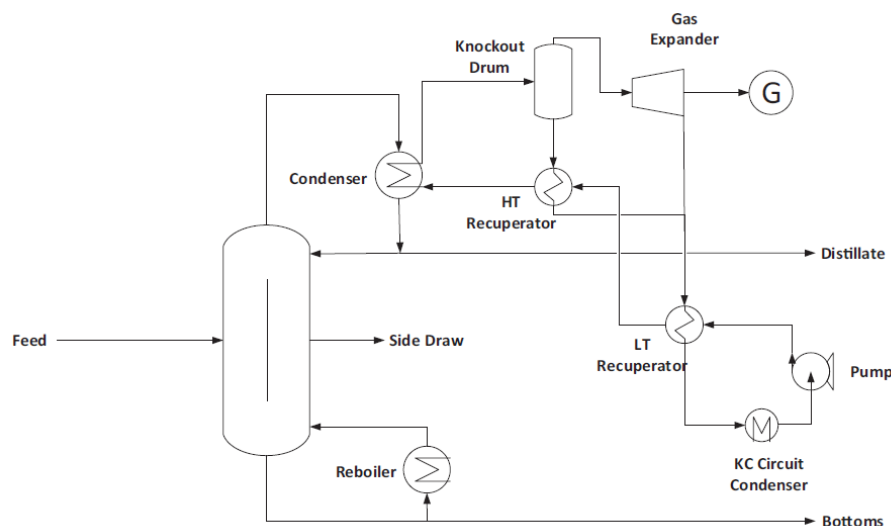 Gas
Expander
Knockout
Drum
G
Condenser
HT
Recuperator
Distillate
Feed
Side Draw
LT
Recuperator
Pump
Reboiler
KC Circuit
Condenser
Bottoms